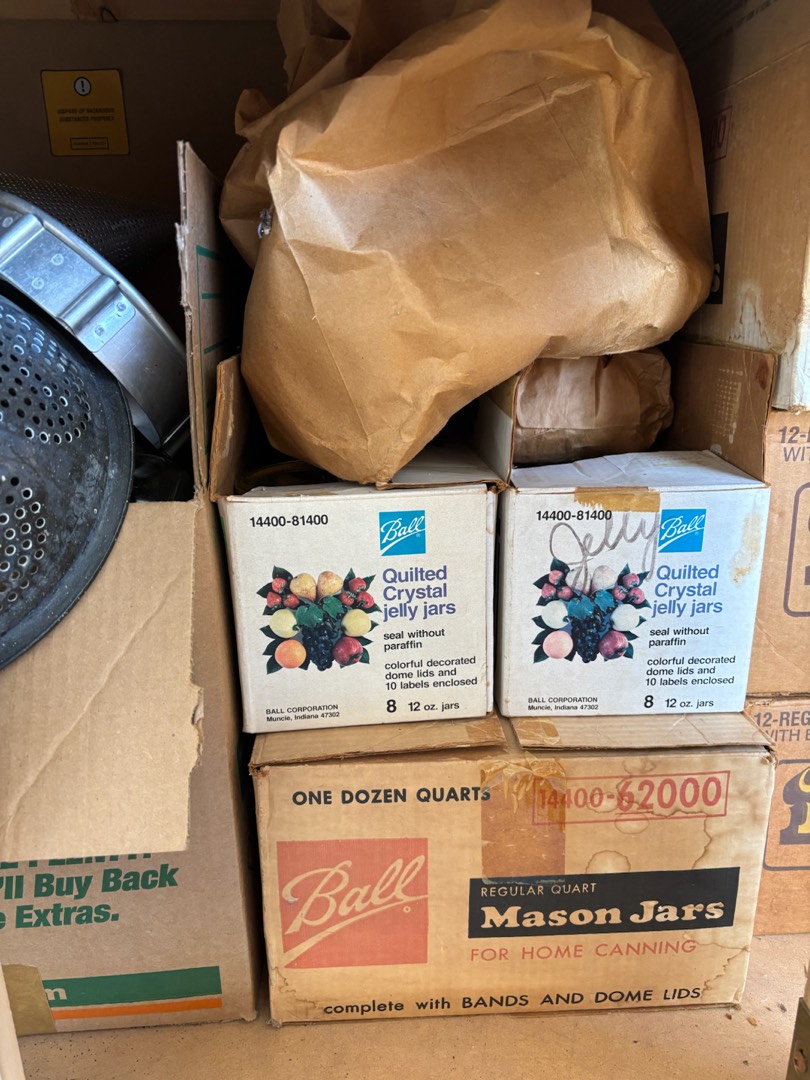 14400-81400
Ball
Quilted
Crystal
jelly jars
seal without
paraffin
colorful decorated
dome lids and
10 labels enclosed
BALL CORPORATION
Muncie, Indiana 47302
8 12 oz. jars
14400-81400
Jelly
Ball
Quilted
Crystal
jelly jars
seal without
paraffin
colorful decorated
dome lids and
10 labels enclosed
BALL CORPORATION
Muncie, Indiana 47302
8 12 oz. jars
ONE DOZEN QUARTS
14400-62000
Ball
REGULAR QUART
Mason Jars
FOR HOME CANNING
complete with BANDS AND DOME LIDS
'll Buy Back
e Extras.
12-REG
WITH